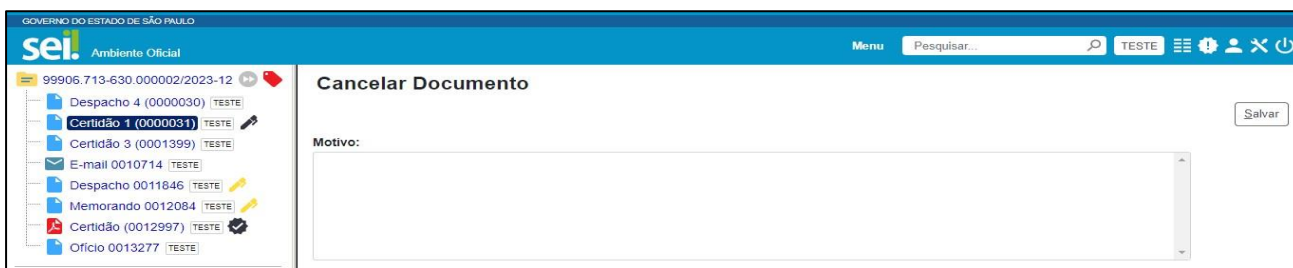 GOVERNO DO ESTADO DE SÃO PAULO
sei! Ambiente Oficial Menu Pesquisar... TESTE
99906.713-630.000002/2023-12
Cancelar Documento
Despacho 4 (0000030) TESTE
Salvar
Certidão 1 (0000031) TESTE
Certidão 3 (0001399) TESTE
Motivo:
E-mail 0010714 TESTE
Despacho 0011846 TESTE
Memorando 0012084 TESTE
Certidão (0012997) TESTE
Ofício 0013277 TESTE